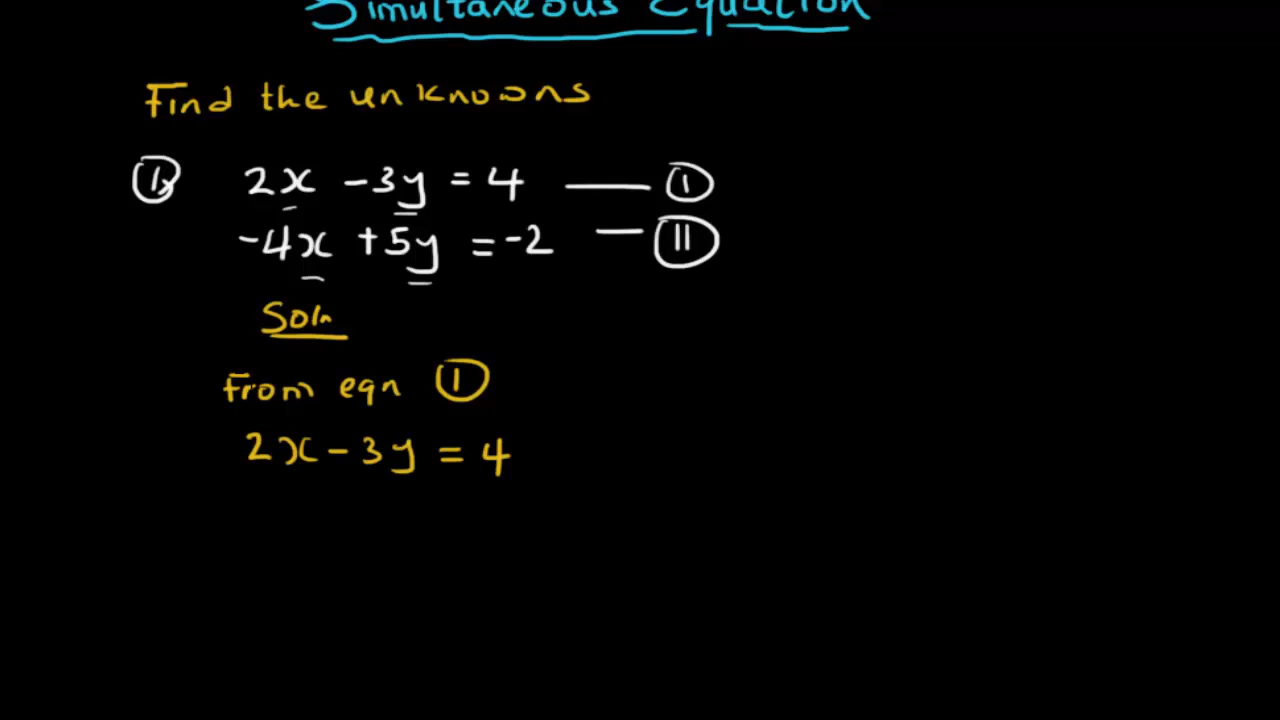 Simultaneous Equation
Find the unknowns
1. 2x - 3y = 4 — I
-4x + 5y = -2 — II
Soln
From eqn I
2x - 3y = 4